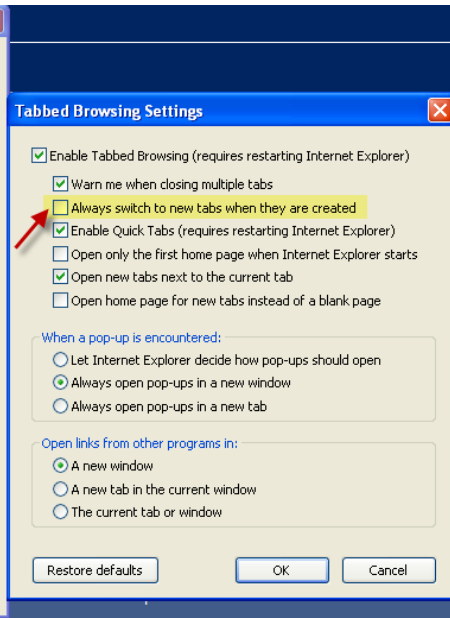 Tabbed Browsing Settings
Enable Tabbed Browsing (requires restarting Internet Explorer)
Warn me when closing multiple tabs
Always switch to new tabs when they are created
Enable Quick Tabs (requires restarting Internet Explorer)
Open only the first home page when Internet Explorer starts
Open new tabs next to the current tab
Open home page for new tabs instead of a blank page
When a pop-up is encountered:
Let Internet Explorer decide how pop-ups should open
Always open pop-ups in a new window
Always open pop-ups in a new tab
Open links from other programs in:
A new window
A new tab in the current window
The current tab or window
Restore defaults OK Cancel